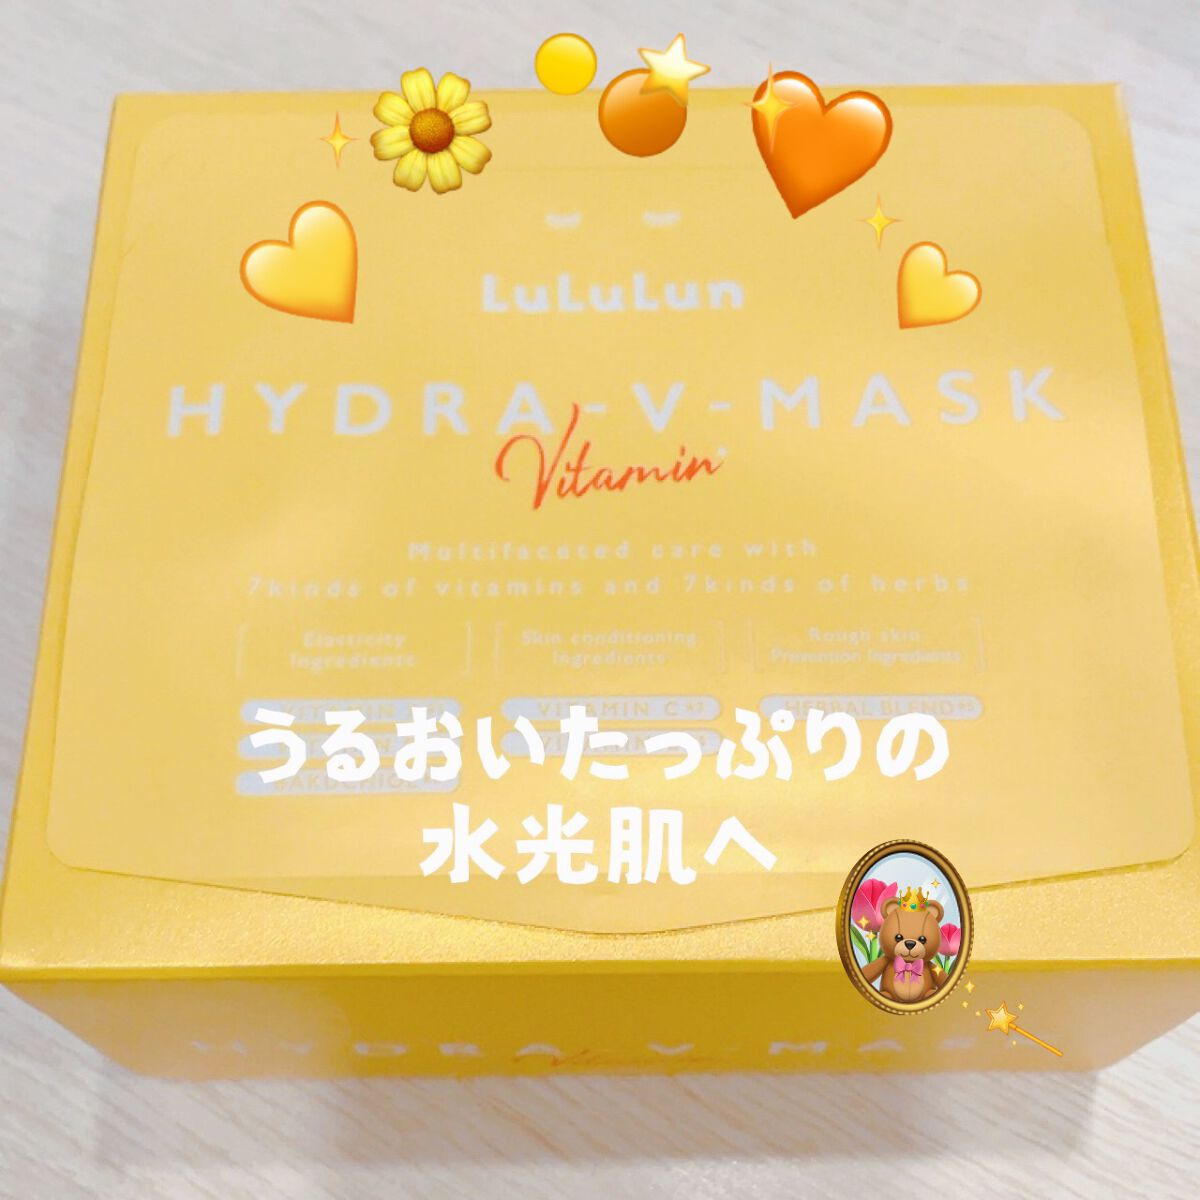 LuLuLun
HYDRA-V-MASK
Vitamin
Multifaceted care with
7kinds of vitamins and 7kinds of herbs
Elasticity
Ingredients
Skin conditioning
Ingredients
Rough skin
Prevention Ingredients
VITAMIN C
HERBAL BLEND
うるおいたっぷりの
水光肌へ
HYDRA-V-MASK
Vitamin